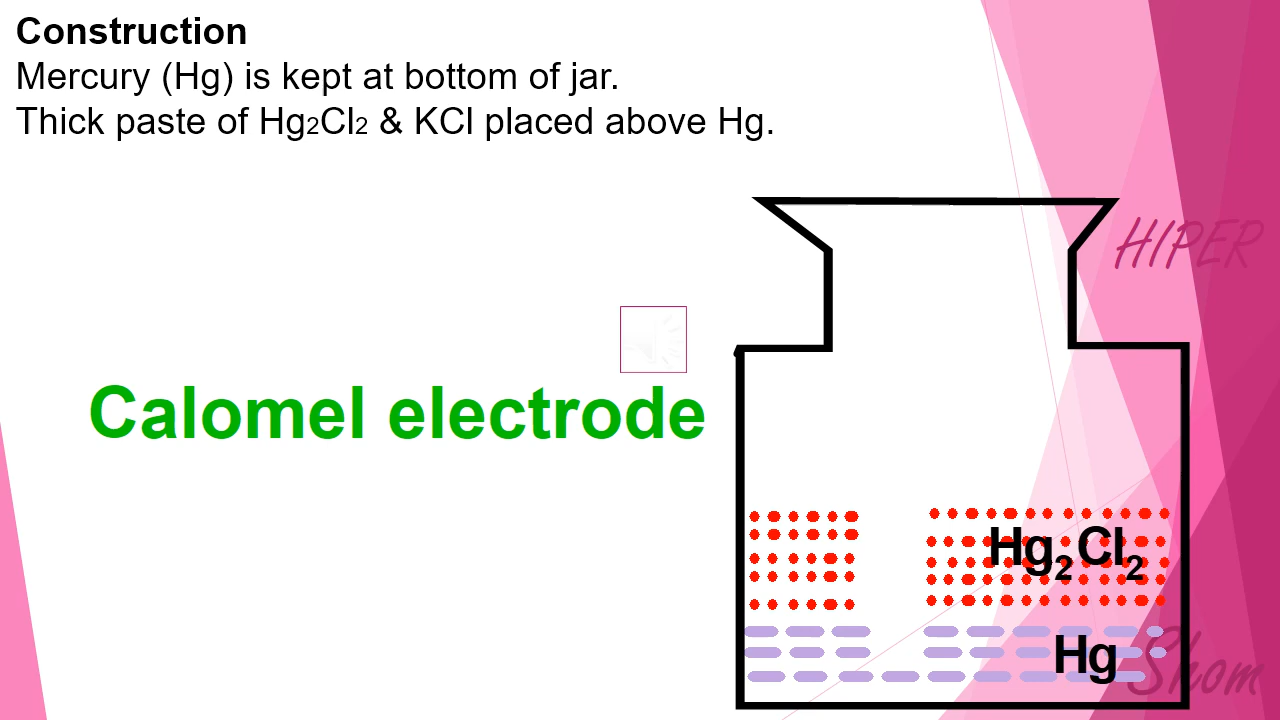 Construction
Mercury (Hg) is kept at bottom of jar.
Thick paste of Hg2Cl2 & KCl placed above Hg.
HIPER
Calomel electrode
Hg2Cl2
Hg
Shom